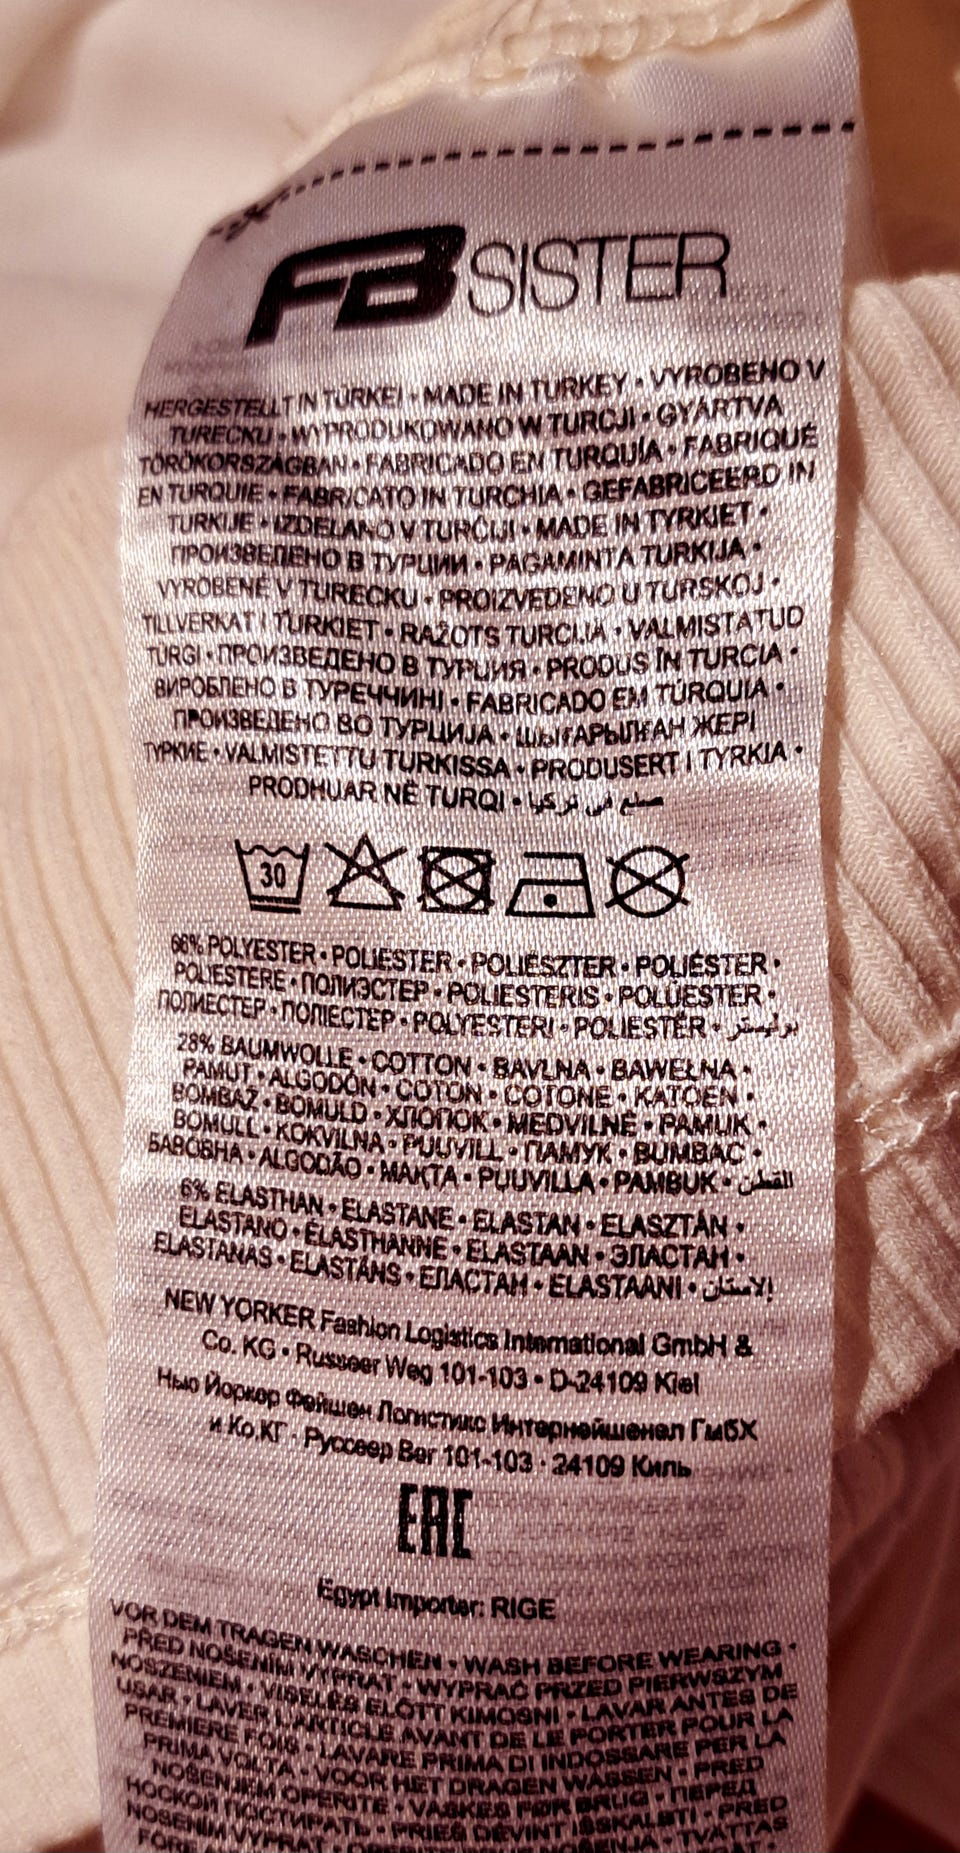 FB SISTER
HERGESTELLT IN TÜRKEI • MADE IN TURKEY • VYROBENO V
TURECKU • WYPRODUKOWANO W TURCJI • GYÁRTVA
TÖRÖKORSZÁGBAN • FABRICADO EN TURQUÍA • FABRIQUÉ
EN TURQUIE • FABRICATO IN TURCHIA • GEFABRICEERD IN
TURKIJE • IZDELANO V TURČIJI • MADE IN TYRKIET •
ПРОИЗВЕДЕНО В ТУРЦИИ • PAGAMINTA TURKIJA •
VYROBENÉ V TURECKU • PROIZVEDENO U TURSKOJ •
TILLVERKAT I TURKIET • RAŽOTS TURCIJA • VALMISTATUD
TÜRGI • ПРОИЗВЕДЕНО В ТУРЦИЯ • PRODUS ÎN TURCIA •
ВИРОБЛЕНО В ТУРЕЧЧИНІ • FABRICADO EM TÚRQUIA •
ПРОИЗВЕДЕНО ВО ТУРЦИЈА • ШЫҒАРЫЛҒАН ЖЕРІ
ТУРКИЕ • VALMISTETTU TURKISSA • PRODUSERT I TYRKIA •
PRODHUAR NË TURQI • صنع في تركيا
30
66% POLYESTER • POLIESTER • POLIÉSZTER • POLIÉSTER •
POLIESTERE • ПОЛИЭСТЕР • POLIESTERIS • POLÜESTER •
ПОЛИЕСТЕР • ПОЛІЕСТЕР • POLYESTERI • POLIESTËR • بوليستر
28% BAUMWOLLE • COTTON • BAVLNA • BAWEŁNA •
PAMUT • ALGODÓN • COTON • COTONE • KATOEN •
BOMBAŽ • BOMULD • ХЛОПОК • MEDVILNĖ • PAMUK •
BOMULL • KOKVILNA • PUUVILL • ПАМУК • BUMBAC •
БАВОВНА • ALGODÃO • МАКТА • PUUVILLA • PAMBUK • القطن
6% ELASTHAN • ELASTANE • ELASTAN • ELASZTÁN •
ELASTANO • ÉLASTHANNE • ELASTAAN • ЭЛАСТАН •
ELASTANAS • ELASTĀNS • ЕЛАСТАН • ELASTAANI • الاستان
NEW YORKER Fashion Logistics International GmbH &
Co. KG • Russeer Weg 101-103 • D-24109 Kiel
Нью Йоркер Фейшен Логистикс Интернейшенел ГмбХ
и Ко.КГ · Руссеер Вег 101-103 · 24109 Киль
EAC
Egypt Importer: RIGE
VOR DEM TRAGEN WASCHEN • WASH BEFORE WEARING •
PŘED NOŠENÍM VYPRAT • WYPRAĆ PRZED PIERWSZYM
NOSZENIEM • VISELÉS ELŐTT KIMOSNI • LAVAR ANTES DE
USAR • LAVER L'ARTICLE AVANT DE LE PORTER POUR LA
PREMIERE FOIS • LAVARE PRIMA DI INDOSSARE PER LA
PRIMA VOLTA • VOOR HET DRAGEN WASSEN • PRED
NOŠENJEM OPERITE • VASKES FØR BRUG • ПЕРЕД
НОСКОЙ ПОСТИРАТЬ • PRIEŠ DĖVINT IŠSKALBTI • PRED
NOSENÍM VYPRAŤ • NOŠENJA • TVÄTTAS
FÖRE